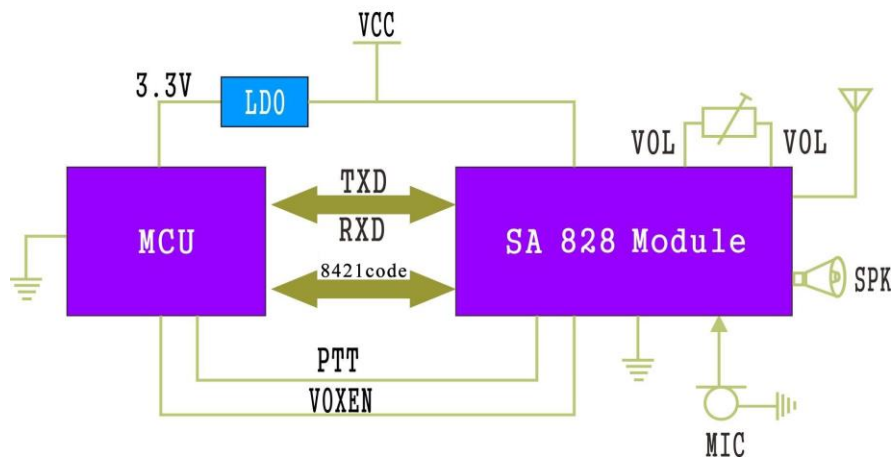 VCC
3.3V
LDO
VOL
VOL
TXD
MCU
RXD
SA 828 Module
8421code
SPK
PTT
VOXEN
MIC